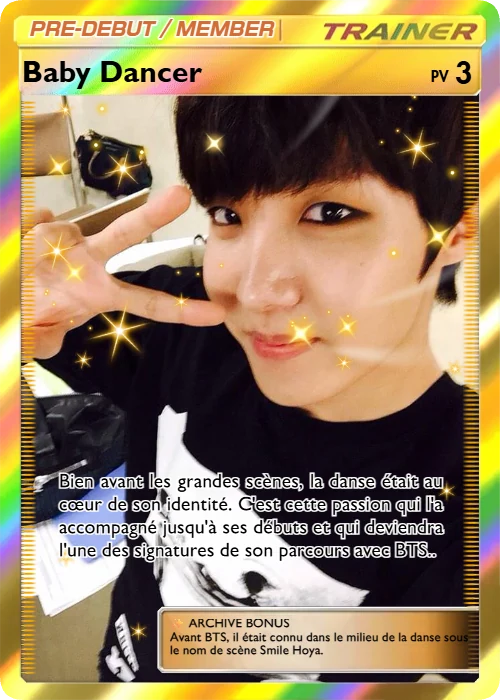 PRE-DEBUT / MEMBER
TRAINER
Baby Dancer
PV 3
Bien avant les grandes scènes, la danse était au
cœur de son identité. C'est cette passion qui l'a
accompagné jusqu'à ses débuts et qui deviendra
l'une des signatures de son parcours avec BTS..
ARCHIVE BONUS
Avant BTS, il était connu dans le milieu de la danse sous
le nom de scène Smile Hoya.